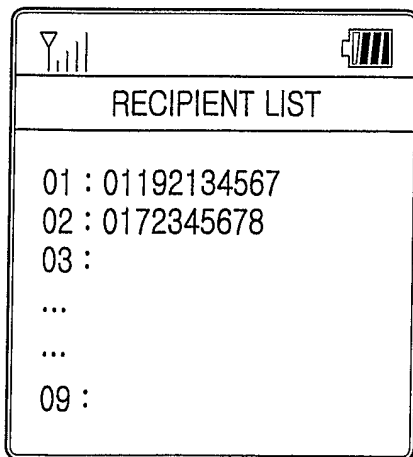 RECIPIENT LIST
01 : 01192134567
02 : 0172345678
03 :
...
...
09 :